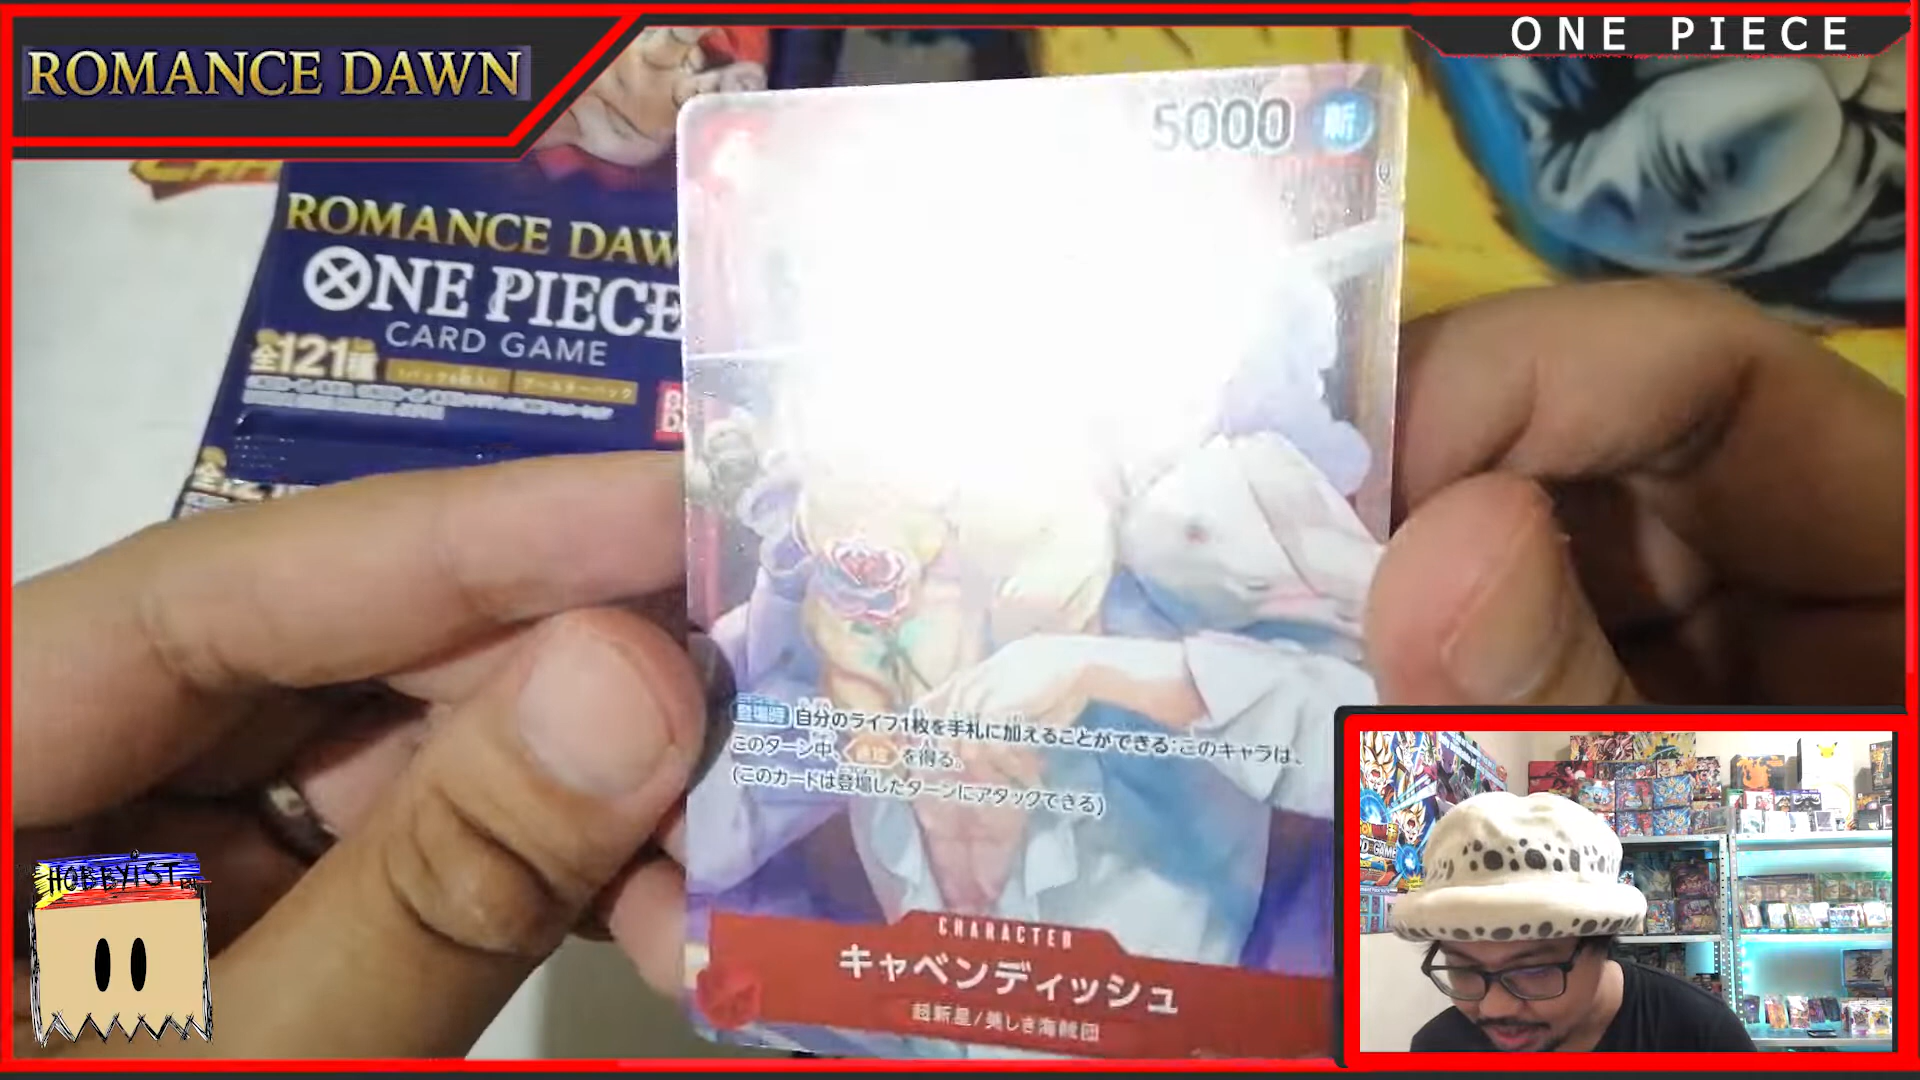 ROMANCE DAWN
ONE PIECE
5000 新
ROMANCE DAW
ONE PIECE
CARD GAME
全121種
登場時 自分のライフ1枚を手札に加えることができる:このキャラは、
このターン中、速攻を得る。
(このカードは登場したターンにアタックできる)
CHARACTER
キャベンディッシュ
超新星/美しき海賊団
HOBBYIST